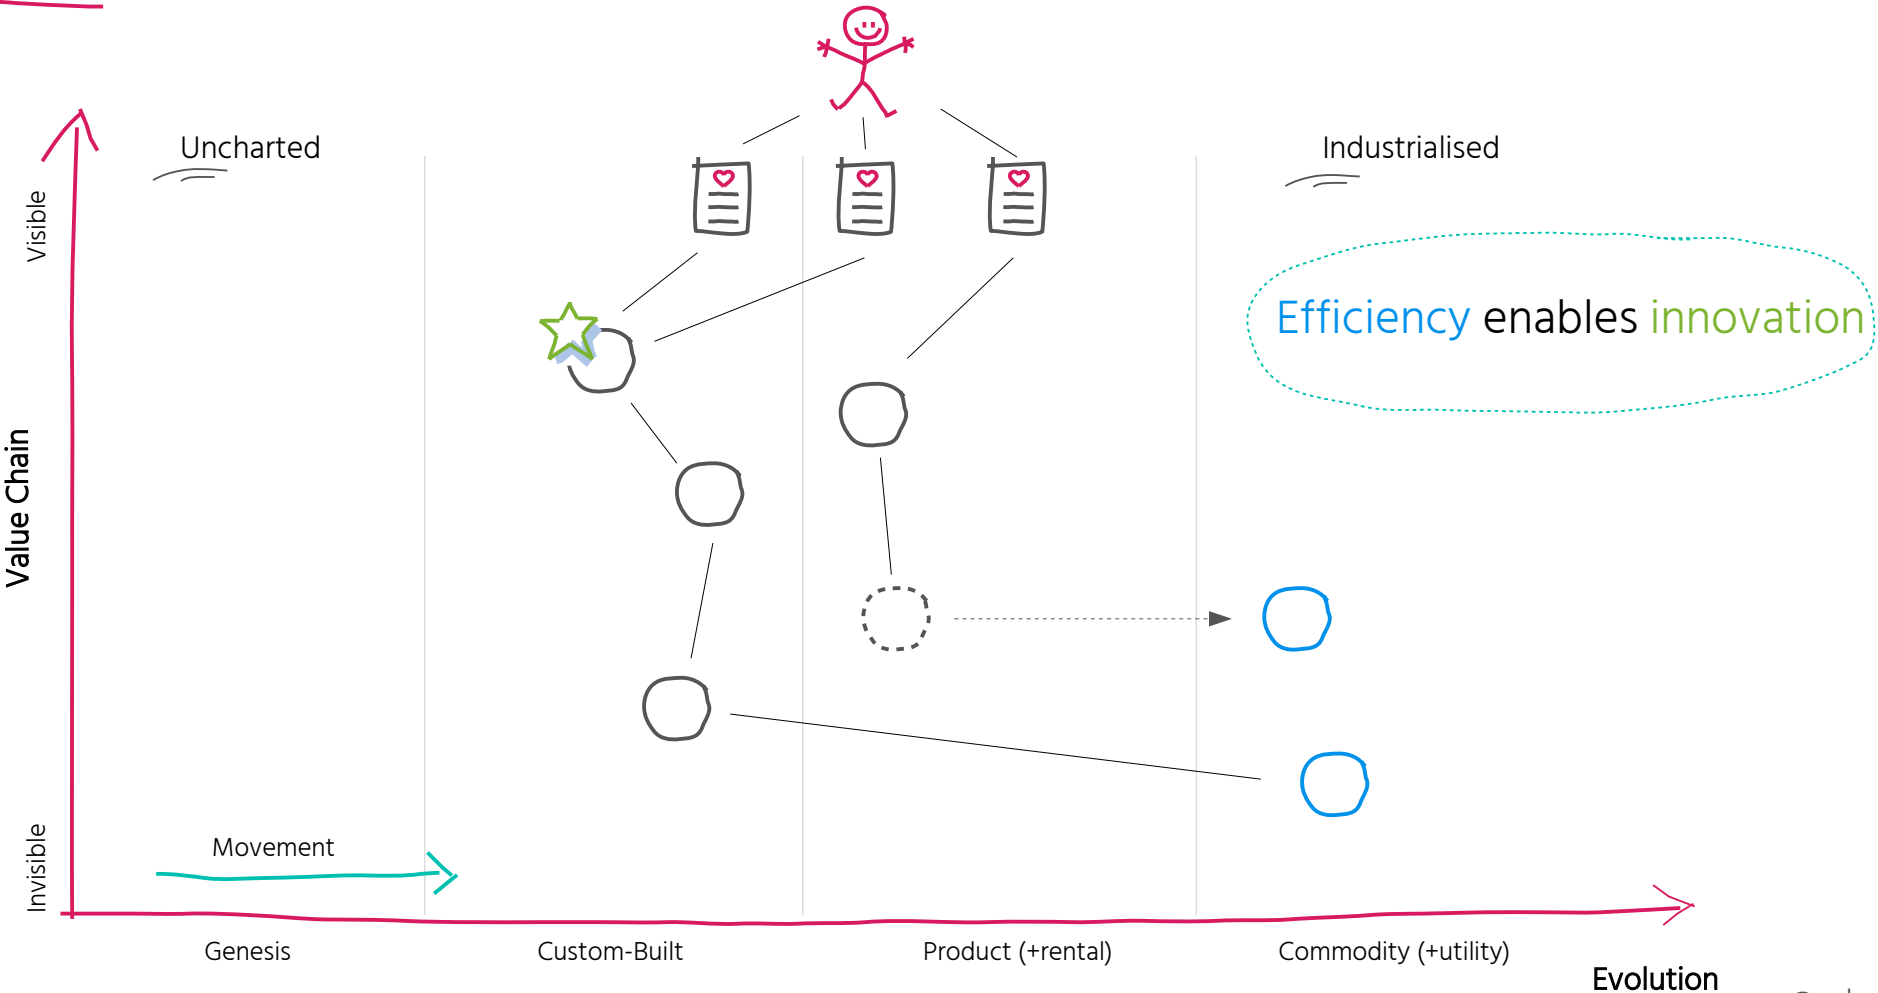 Uncharted
Industrialised
Visible
Efficiency enables innovation
Value Chain
Movement
Invisible
Genesis
Custom-Built
Product (+rental)
Commodity (+utility)
Evolution